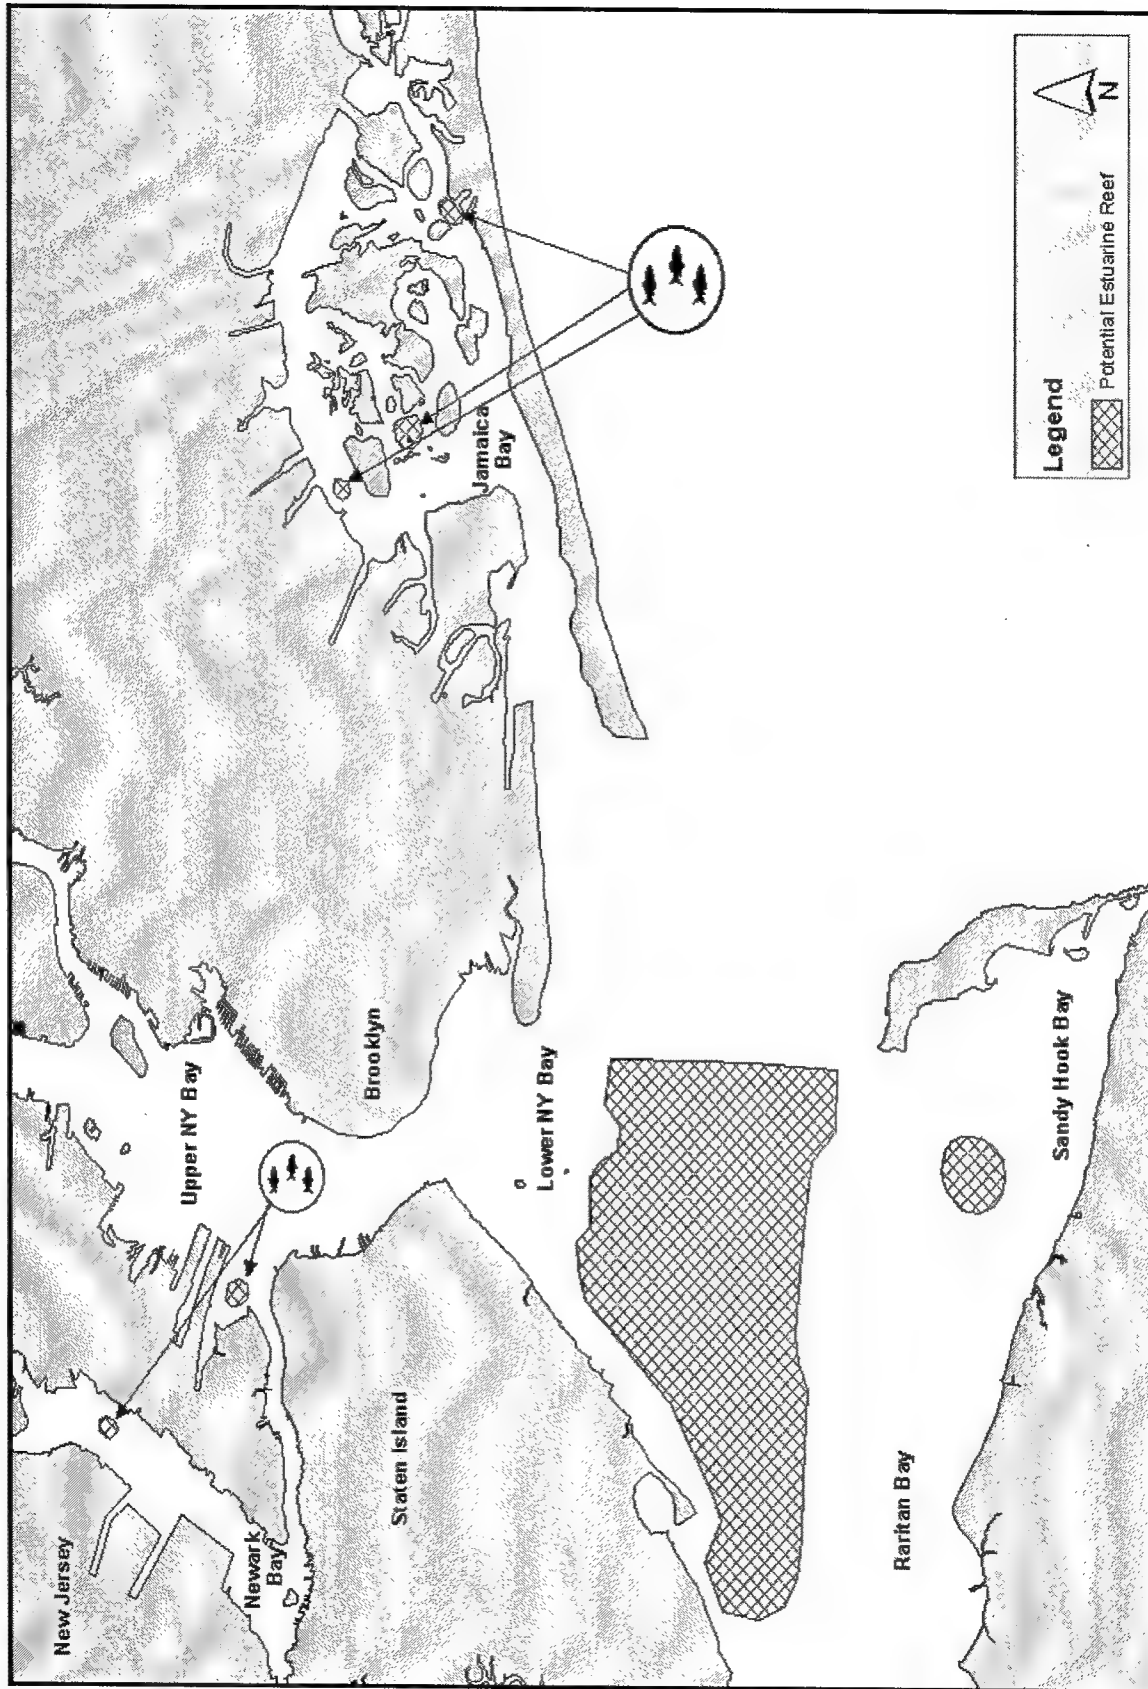 New Jersey
Newark
Bay
Staten Island
Upper NY Bay
Brooklyn
Lower NY Bay
Raritan Bay
Sandy Hook Bay
Jamaica
Bay
Legend
Potential Estuarine Reef
N